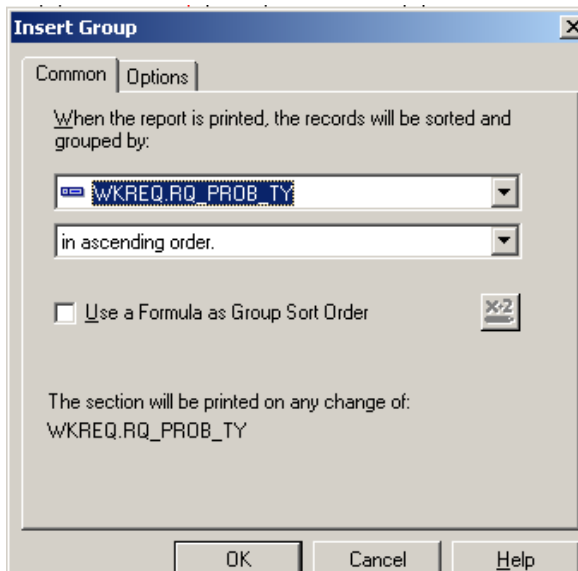 Insert Group
Common
Options
When the report is printed, the records will be sorted and
grouped by:
WKREQ.RQ_PROB_TY
in ascending order.
Use a Formula as Group Sort Order
x-2
The section will be printed on any change of:
WKREQ.RQ_PROB_TY
OK
Cancel
Help